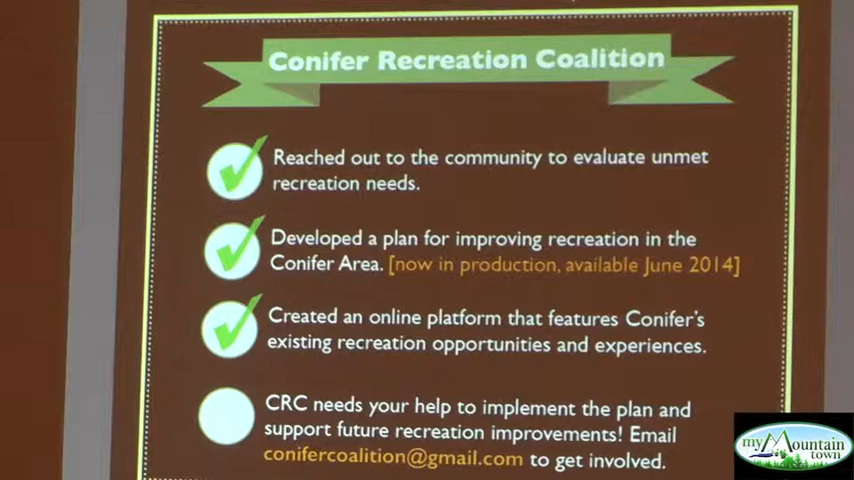 Conifer Recreation Coalition
Reached out to the community to evaluate unmet
recreation needs.
Developed a plan for improving recreation in the
Conifer Area. [now in production, available June 2014]
Created an online platform that features Conifer's
existing recreation opportunities and experiences.
CRC needs your help to implement the plan and
support future recreation improvements! Email
conifercoalition@gmail.com to get involved.
myMountain
town